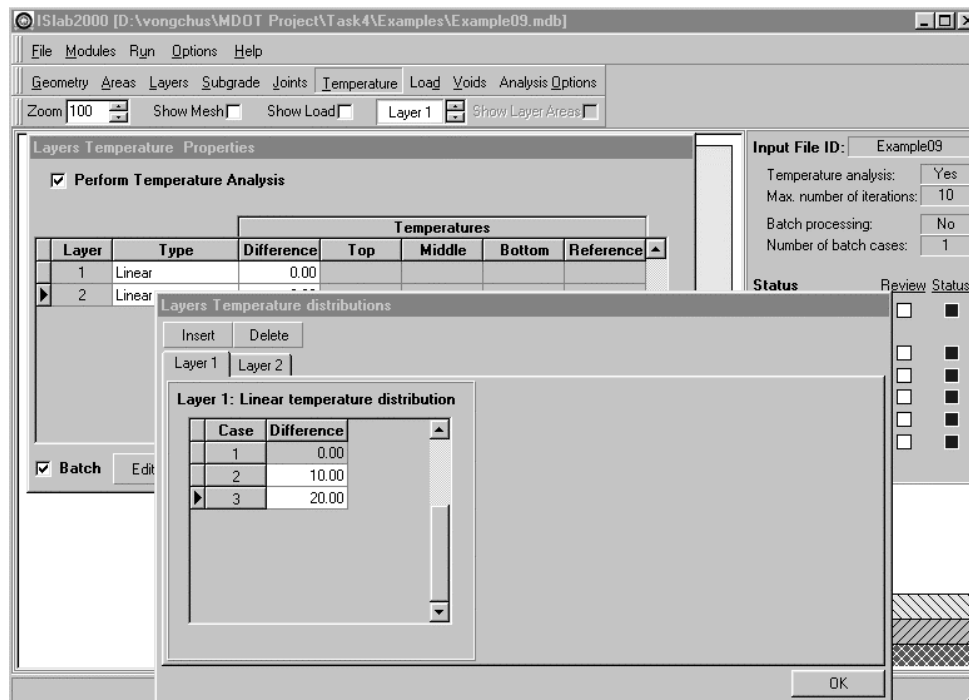 ISlab2000 [D:\vongchus\MDOT Project\Task4\Examples\Example09.mdb]
File Modules Run Options Help
Geometry Areas Layers Subgrade Joints Temperature Load Voids Analysis Options
Zoom 100 Show Mesh Show Load Layer 1 Show Layer Areas
Layers Temperature Properties
Perform Temperature Analysis
Temperatures
Layer Type Difference Top Middle Bottom Reference
1 Linear 0.00
2 Linear
Batch Edit
Input File ID: Example09
Temperature analysis: Yes
Max. number of iterations: 10
Batch processing: No
Number of batch cases: 1
Status Review Status
Layers Temperature distributions
Insert Delete
Layer 1 Layer 2
Layer 1: Linear temperature distribution
Case Difference
1 0.00
2 10.00
3 20.00
OK